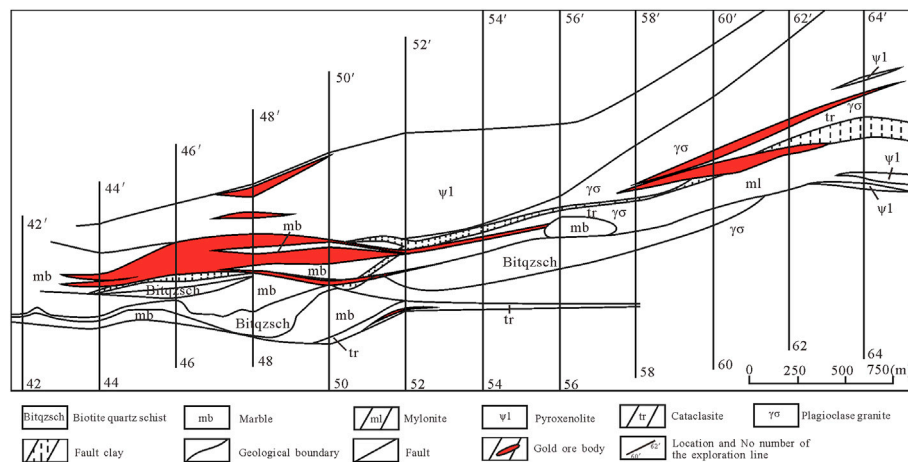 54'
56'
58'
60'
62'
64'
52'
50'
48'
46'
44'
42'
ψ1
γσ
tr
γσ
ψ1
γσ
tr
γσ
mb
ml
ψ1
ψ1
mb
mb
mb
Bitqzsch
γσ
Bitqzsch
mb
mb
Bitqzsch
mb
tr
tr
42
44
46
48
50
52
54
56
58
60
62
64
0 250 500 750(m
Bitqzsch Biotite quartz schist
mb Marble
ml Mylonite
ψ1 Pyroxenolite
tr Cataclasite
γσ Plagioclase granite
Fault clay
Geological boundary
Fault
Gold ore body
62'
60'
Location and No number of
the exploration line